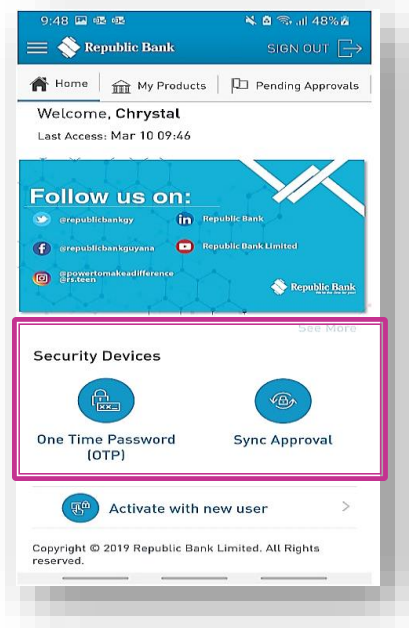 9:48
48%
Republic Bank
SIGN OUT
Home
My Products
Pending Approvals
Welcome, Chrystal
Last Access: Mar 10 09:46
Follow us on:
@republicbankgy
Republic Bank
@republicbankguyana
Republic Bank Limited
@powertomakeadifference
@rs.teen
Republic Bank
See More
Security Devices
One Time Password
(OTP)
Sync Approval
Activate with new user
Copyright © 2019 Republic Bank Limited. All Rights
reserved.